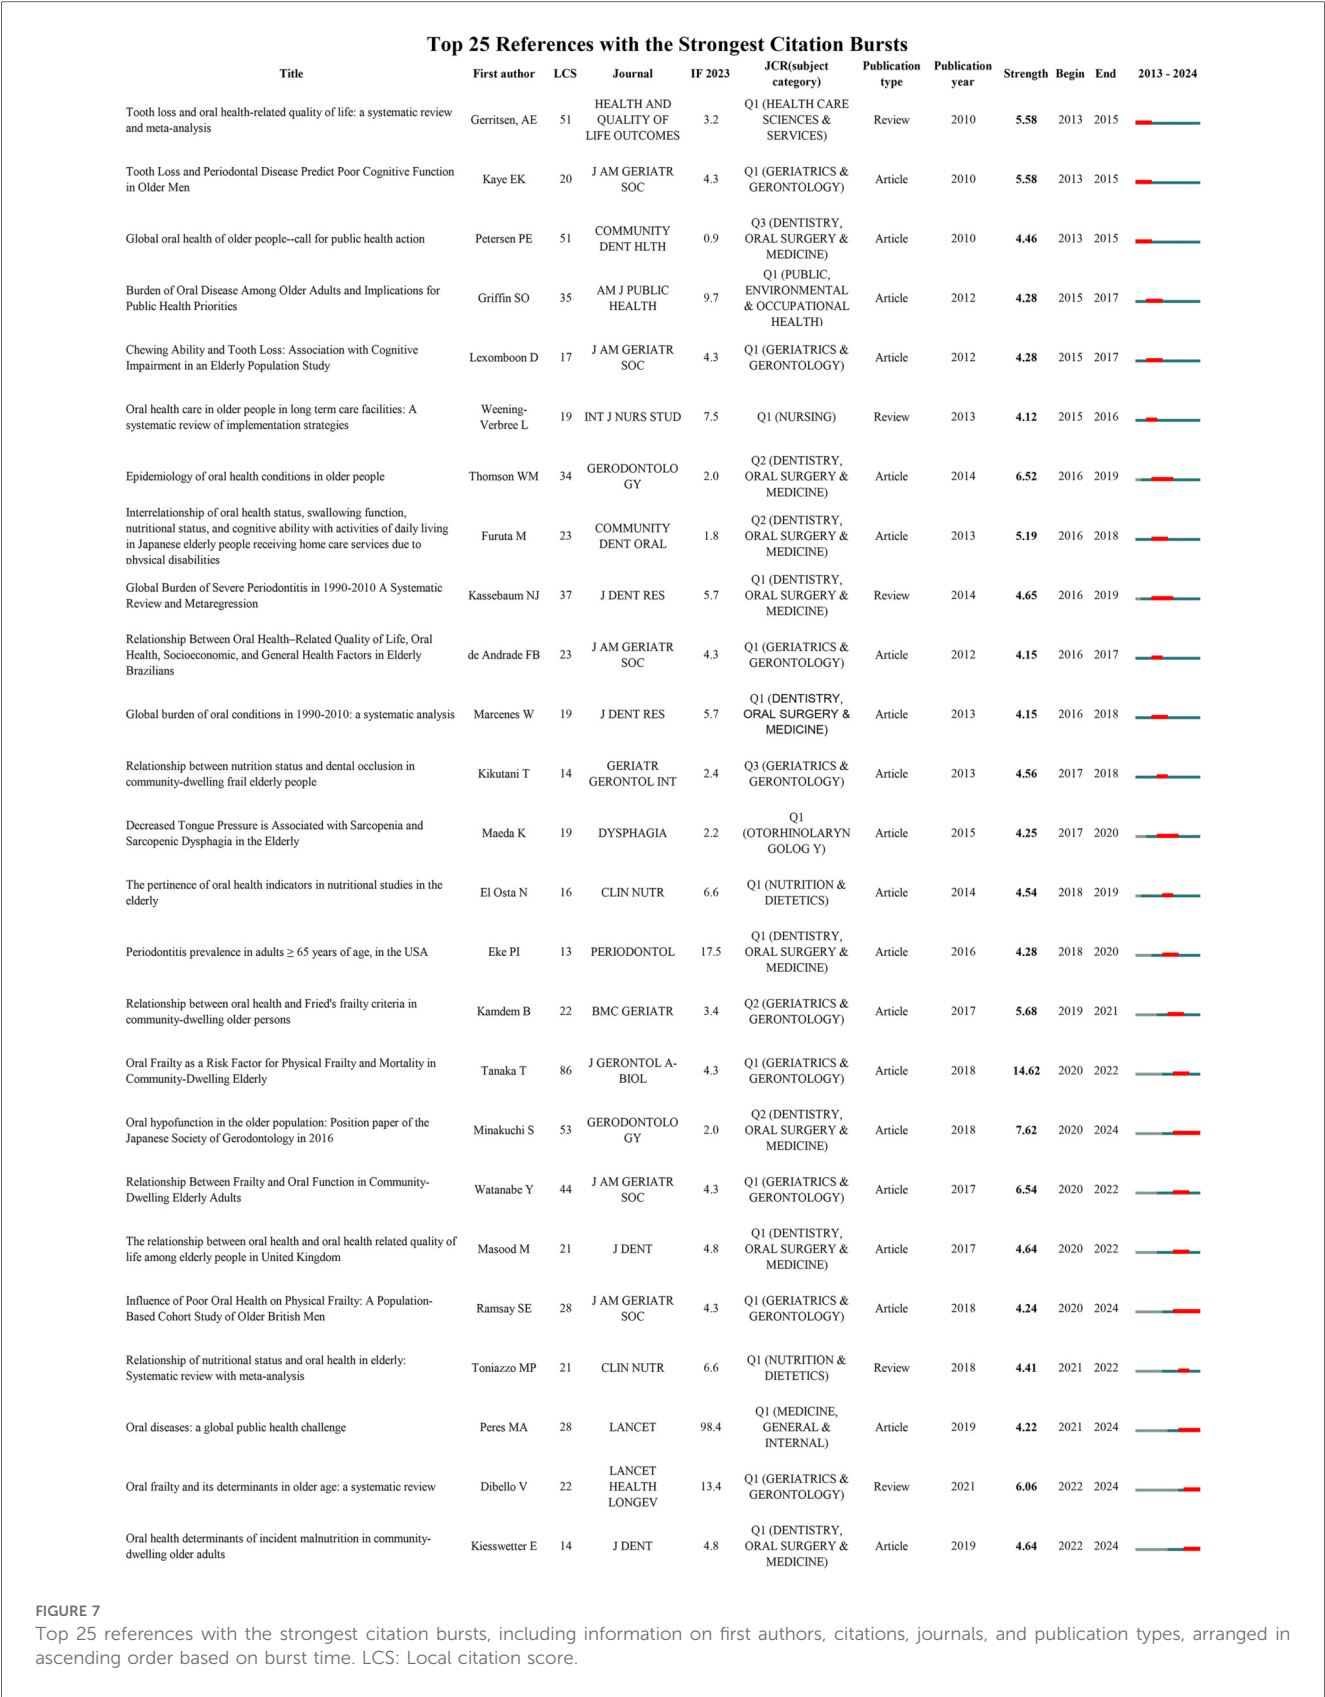 Top 25 References with the Strongest Citation Bursts
Title First author LCS Journal IF 2023 JCR(subject category) Publication type Publication year Strength Begin End 2013 - 2024
Tooth loss and oral health-related quality of life: a systematic review and meta-analysis Gerritsen, AE 51 HEALTH AND QUALITY OF LIFE OUTCOMES 3.2 Q1 (HEALTH CARE SCIENCES & SERVICES) Review 2010 5.58 2013 2015
Tooth Loss and Periodontal Disease Predict Poor Cognitive Function in Older Men Kaye EK 20 J AM GERIATR SOC 4.3 Q1 (GERIATRICS & GERONTOLOGY) Article 2010 5.58 2013 2015
Global oral health of older people--call for public health action Petersen PE 51 COMMUNITY DENT HLTH 0.9 Q3 (DENTISTRY, ORAL SURGERY & MEDICINE) Article 2010 4.46 2013 2015
Burden of Oral Disease Among Older Adults and Implications for Public Health Priorities Griffin SO 35 AM J PUBLIC HEALTH 9.7 Q1 (PUBLIC, ENVIRONMENTAL & OCCUPATIONAL HEALTH) Article 2012 4.28 2015 2017
Chewing Ability and Tooth Loss: Association with Cognitive Impairment in an Elderly Population Study Lexomboon D 17 J AM GERIATR SOC 4.3 Q1 (GERIATRICS & GERONTOLOGY) Article 2012 4.28 2015 2017
Oral health care in older people in long term care facilities: A systematic review of implementation strategies Weening-Verbree L 19 INT J NURS STUD 7.5 Q1 (NURSING) Review 2013 4.12 2015 2016
Epidemiology of oral health conditions in older people Thomson WM 34 GERODONTOLO GY 2.0 Q2 (DENTISTRY, ORAL SURGERY & MEDICINE) Article 2014 6.52 2016 2019
Interrelationship of oral health status, swallowing function, nutritional status, and cognitive ability with activities of daily living in Japanese elderly people receiving home care services due to physical disabilities Furuta M 23 COMMUNITY DENT ORAL 1.8 Q2 (DENTISTRY, ORAL SURGERY & MEDICINE) Article 2013 5.19 2016 2018
Global Burden of Severe Periodontitis in 1990-2010 A Systematic Review and Metaregression Kassebaum NJ 37 J DENT RES 5.7 Q1 (DENTISTRY, ORAL SURGERY & MEDICINE) Review 2014 4.65 2016 2019
Relationship Between Oral Health–Related Quality of Life, Oral Health, Socioeconomic, and General Health Factors in Elderly Brazilians de Andrade FB 23 J AM GERIATR SOC 4.3 Q1 (GERIATRICS & GERONTOLOGY) Article 2012 4.15 2016 2017
Global burden of oral conditions in 1990-2010: a systematic analysis Marcenes W 19 J DENT RES 5.7 Q1 (DENTISTRY, ORAL SURGERY & MEDICINE) Article 2013 4.15 2016 2018
Relationship between nutrition status and dental occlusion in community-dwelling frail elderly people Kikutani T 14 GERIATR GERONTOL INT 2.4 Q3 (GERIATRICS & GERONTOLOGY) Article 2013 4.56 2017 2018
Decreased Tongue Pressure is Associated with Sarcopenia and Sarcopenic Dysphagia in the Elderly Maeda K 19 DYSPHAGIA 2.2 Q1 (OTORHINOLARYN GOLOG Y) Article 2015 4.25 2017 2020
The pertinence of oral health indicators in nutritional studies in the elderly El Osta N 16 CLIN NUTR 6.6 Q1 (NUTRITION & DIETETICS) Article 2014 4.54 2018 2019
Periodontitis prevalence in adults ≥ 65 years of age, in the USA Eke PI 13 PERIODONTOL 17.5 Q1 (DENTISTRY, ORAL SURGERY & MEDICINE) Article 2016 4.28 2018 2020
Relationship between oral health and Fried's frailty criteria in community-dwelling older persons Kamdem B 22 BMC GERIATR 3.4 Q2 (GERIATRICS & GERONTOLOGY) Article 2017 5.68 2019 2021
Oral Frailty as a Risk Factor for Physical Frailty and Mortality in Community-Dwelling Elderly Tanaka T 86 J GERONTOL A-BIOL 4.3 Q1 (GERIATRICS & GERONTOLOGY) Article 2018 14.62 2020 2022
Oral hypofunction in the older population: Position paper of the Japanese Society of Gerodontology in 2016 Minakuchi S 53 GERODONTOLO GY 2.0 Q2 (DENTISTRY, ORAL SURGERY & MEDICINE) Article 2018 7.62 2020 2024
Relationship Between Frailty and Oral Function in Community-Dwelling Elderly Adults Watanabe Y 44 J AM GERIATR SOC 4.3 Q1 (GERIATRICS & GERONTOLOGY) Article 2017 6.54 2020 2022
The relationship between oral health and oral health related quality of life among elderly people in United Kingdom Masood M 21 J DENT 4.8 Q1 (DENTISTRY, ORAL SURGERY & MEDICINE) Article 2017 4.64 2020 2022
Influence of Poor Oral Health on Physical Frailty: A Population-Based Cohort Study of Older British Men Ramsay SE 28 J AM GERIATR SOC 4.3 Q1 (GERIATRICS & GERONTOLOGY) Article 2018 4.24 2020 2024
Relationship of nutritional status and oral health in elderly: Systematic review with meta-analysis Toniazzo MP 21 CLIN NUTR 6.6 Q1 (NUTRITION & DIETETICS) Review 2018 4.41 2021 2022
Oral diseases: a global public health challenge Peres MA 28 LANCET 98.4 Q1 (MEDICINE, GENERAL & INTERNAL) Article 2019 4.22 2021 2024
Oral frailty and its determinants in older age: a systematic review Dibello V 22 LANCET HEALTH LONGEV 13.4 Q1 (GERIATRICS & GERONTOLOGY) Review 2021 6.06 2022 2024
Oral health determinants of incident malnutrition in community-dwelling older adults Kiesswetter E 14 J DENT 4.8 Q1 (DENTISTRY, ORAL SURGERY & MEDICINE) Article 2019 4.64 2022 2024
FIGURE 7
Top 25 references with the strongest citation bursts, including information on first authors, citations, journals, and publication types, arranged in
ascending order based on burst time. LCS: Local citation score.